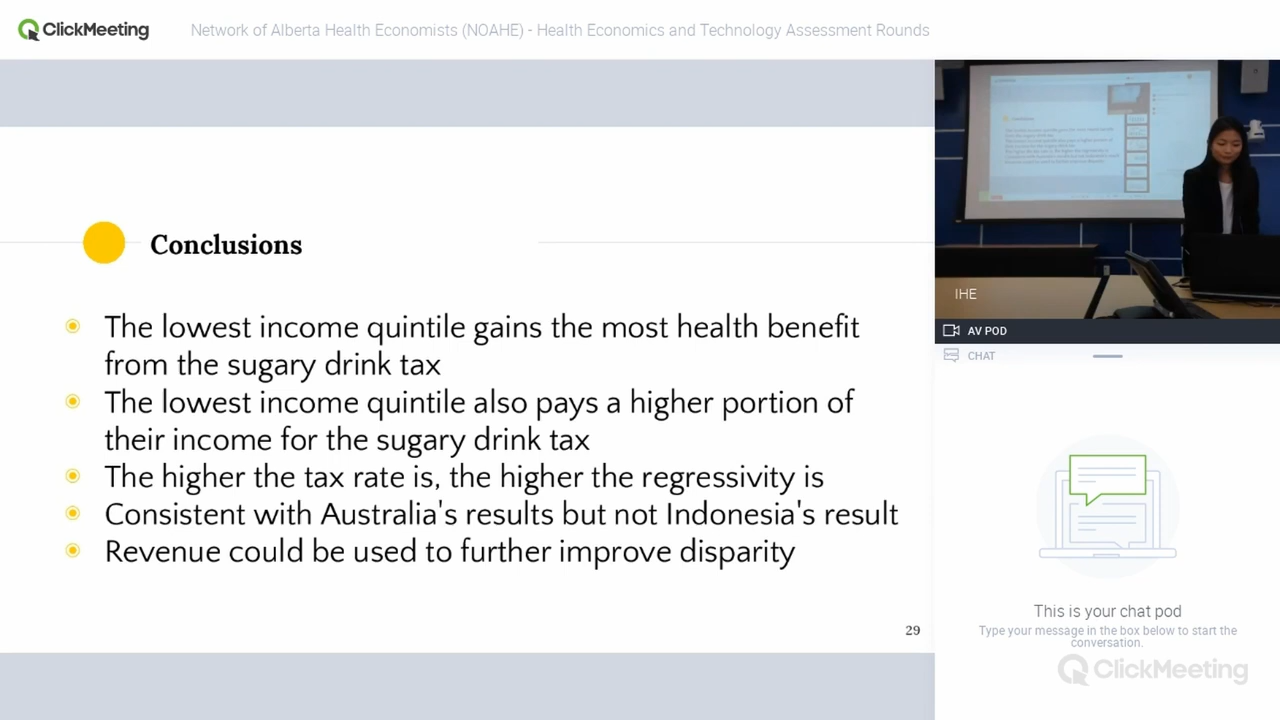 ClickMeeting
Network of Alberta Health Economists (NOAHE) - Health Economics and Technology Assessment Rounds
Conclusions
The lowest income quintile gains the most health benefit
from the sugary drink tax
The lowest income quintile also pays a higher portion of
their income for the sugary drink tax
The higher the tax rate is, the higher the regressivity is
Consistent with Australia's results but not Indonesia's result
Revenue could be used to further improve disparity
29
IHE
AV POD
CHAT
This is your chat pod
Type your message in the box below to start the
conversation.
ClickMeeting